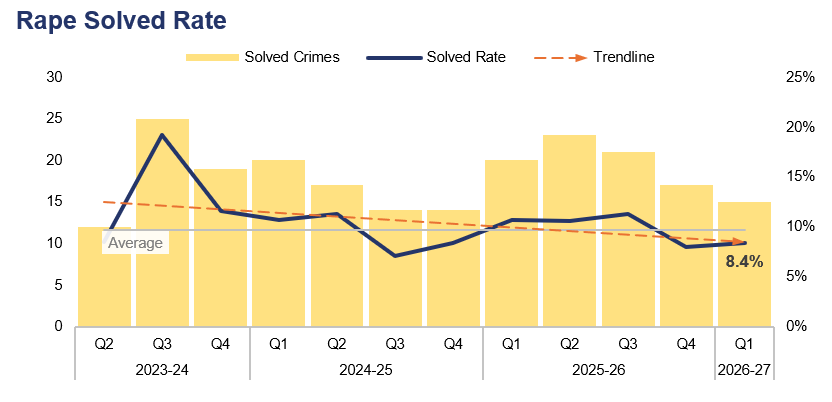 Rape Solved Rate
Solved Crimes Solved Rate Trendline
30 25%
25 20%
20 15%
15 10%
10 5%
5 0%
0
Average
8.4%
Q2 Q3 Q4 Q1 Q2 Q3 Q4 Q1 Q2 Q3 Q4 Q1
2023-24 2024-25 2025-26 2026-27